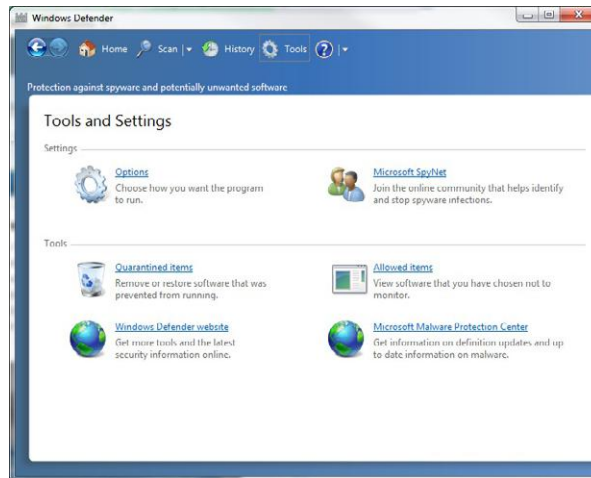 Windows Defender
Home Scan History Tools
Protection against spyware and potentially unwanted software
Tools and Settings
Settings
Options
Choose how you want the program
to run.
Microsoft SpyNet
Join the online community that helps identify
and stop spyware infections.
Tools
Quarantined items
Remove or restore software that was
prevented from running.
Allowed items
View software that you have chosen not to
monitor.
Windows Defender website
Get more tools and the latest
security information online.
Microsoft Malware Protection Center
Get information on definition updates and up
to date information on malware.